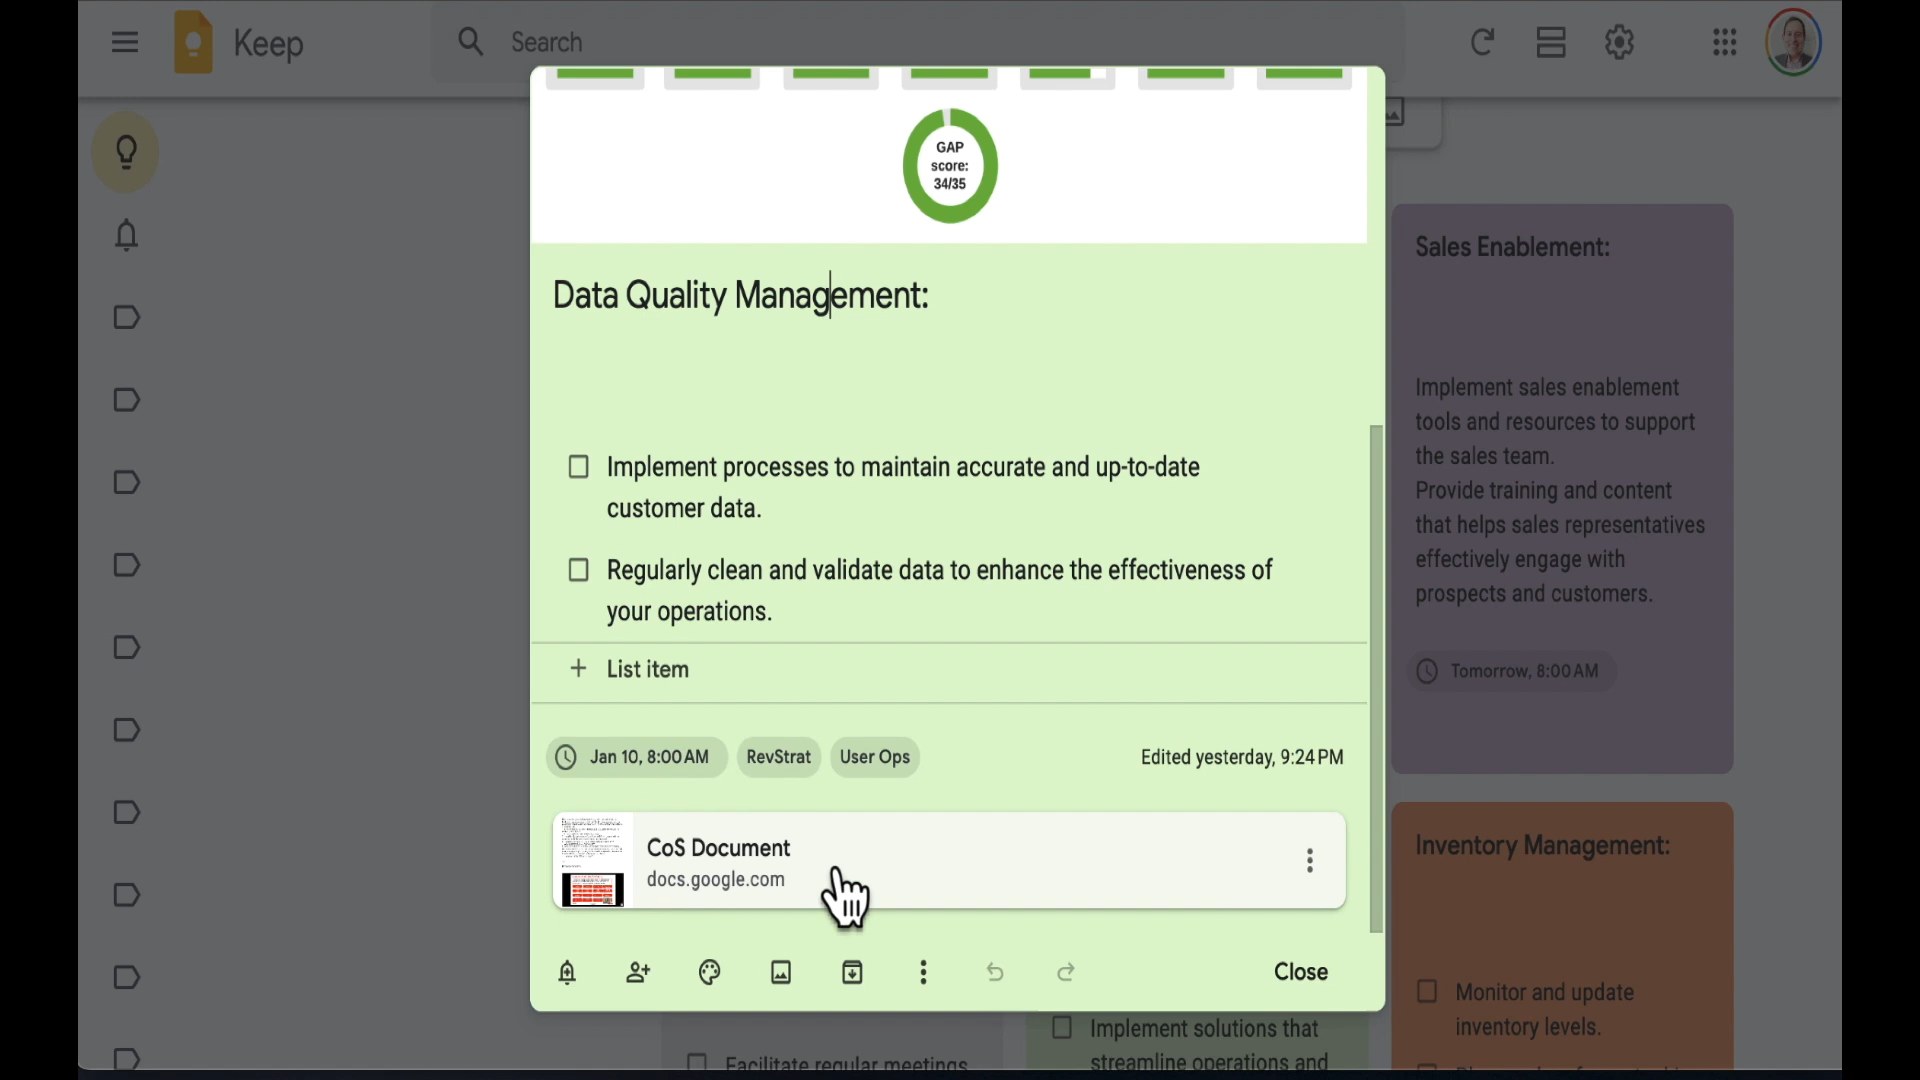 Keep
Search
GAP
score:
34/35
Data Quality Management:
Implement processes to maintain accurate and up-to-date
customer data.
Regularly clean and validate data to enhance the effectiveness of
your operations.
+ List item
Jan 10, 8:00 AM
RevStrat
User Ops
Edited yesterday, 9:24 PM
CoS Document
docs.google.com
Close
Sales Enablement:
Implement sales enablement
tools and resources to support
the sales team.
Provide training and content
that helps sales representatives
effectively engage with
prospects and customers.
Tomorrow, 8:00 AM
Inventory Management:
Monitor and update
inventory levels.
Implement solutions that
streamline operations and
Facilitate regular meetings